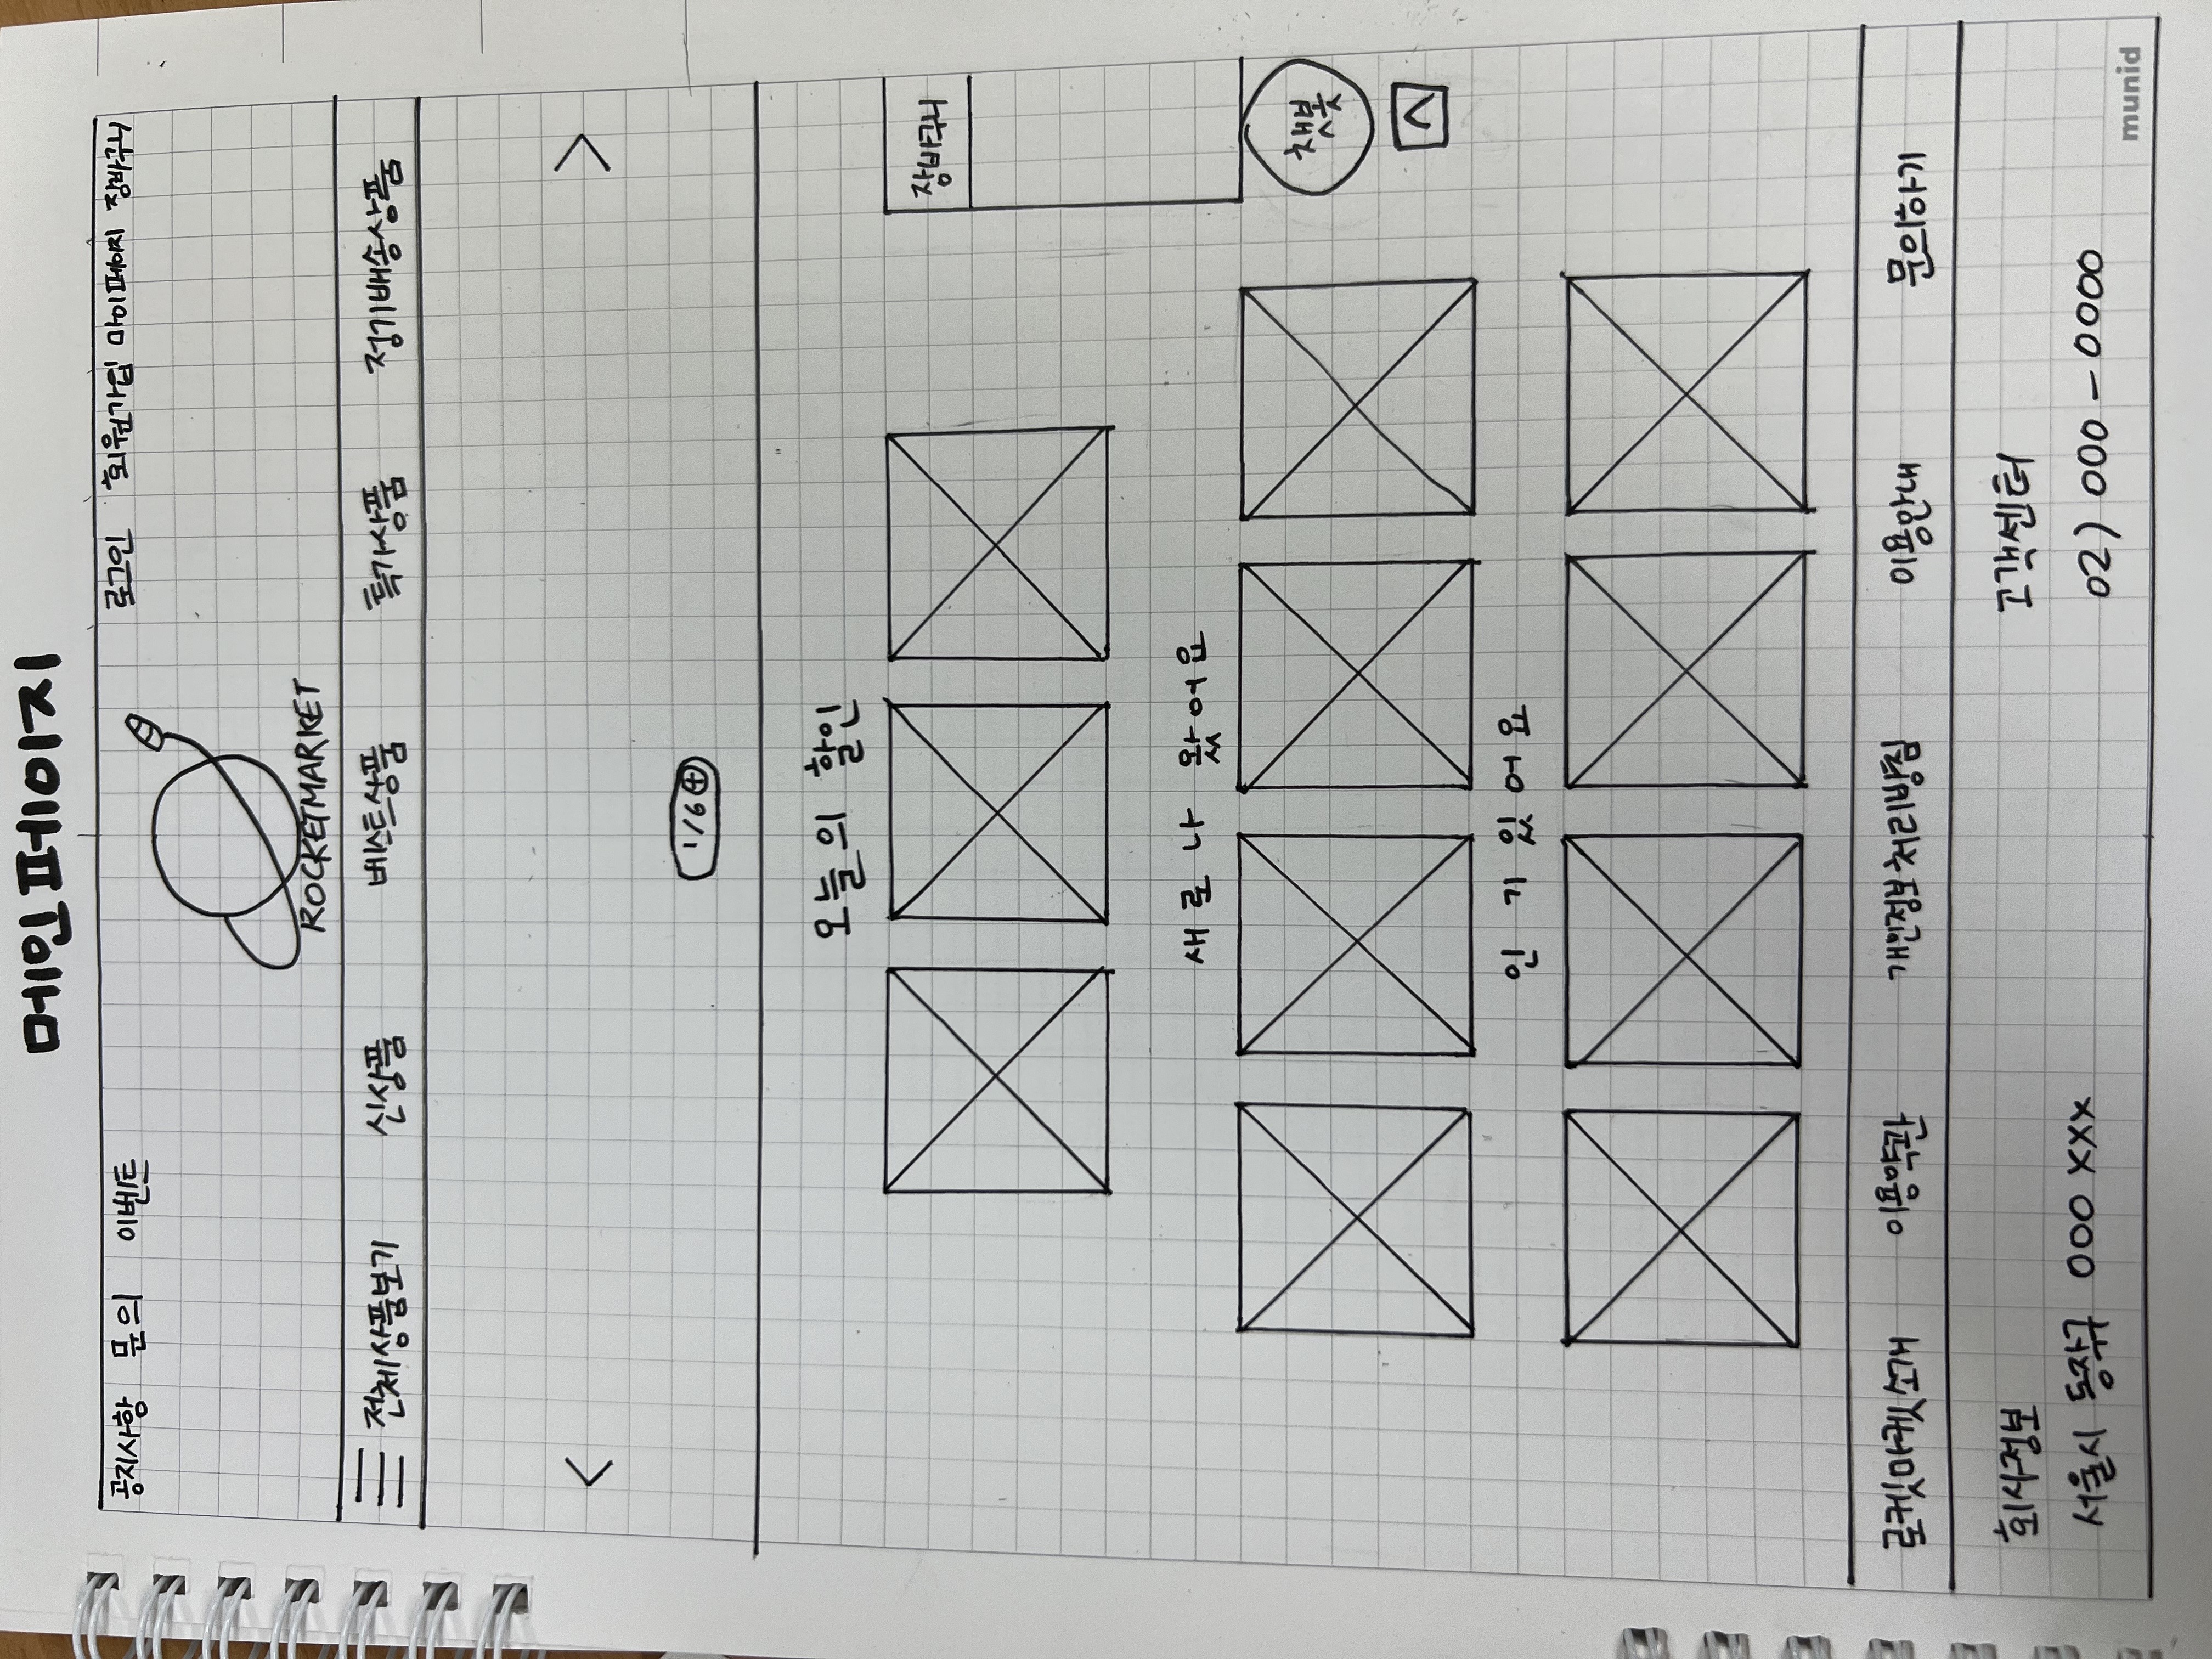 메인페이지
공지사항 문의 이벤트 로그인 회원가입 마이페이지 장바구니
ROCKETMARKET
전체상품보기 신상품 베스트상품 특가상품 정기배송상품
< >
1/6
오늘의 할인
장바구니
새로나 왔어요
챗봇
인기있어요
로켓마켓소개 이용약관 개인정보처리방침 이용안내 문의하기
회사정보 고객센터
서울시 동작구 000 XXX 02) 000-0000
munid